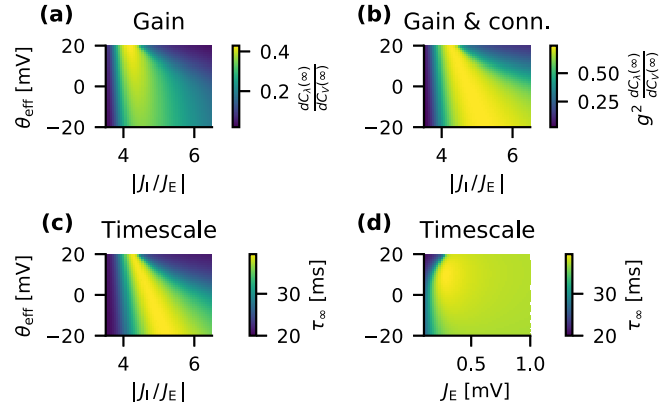 (a) Gain
20
0
−20
θeff [mV]
4 6
|JI/JE|
0.4
0.2
dCλ(∞)
dCV(∞)
(b) Gain & conn.
20
0
−20
4 6
|JI/JE|
0.50
0.25
g² dCλ(∞)
dCV(∞)
(c) Timescale
20
0
−20
θeff [mV]
4 6
|JI/JE|
30
20
τ∞ [ms]
(d) Timescale
20
0
−20
0.5 1.0
JE [mV]
30
20
τ∞ [ms]